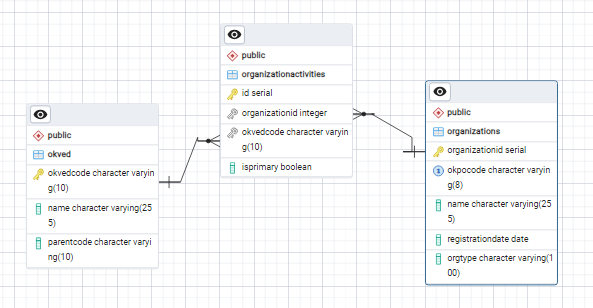 public
okved
okvedcode character varyin
g(10)
name character varying(25
5)
parentcode character varyi
ng(10)
public
organizationactivities
id serial
organizationid integer
okvedcode character varyin
g(10)
isprimary boolean
public
organizations
organizationid serial
1
okpocode character varyin
g(8)
name character varying(25
5)
registrationdate date
orgtype character varying(1
00)